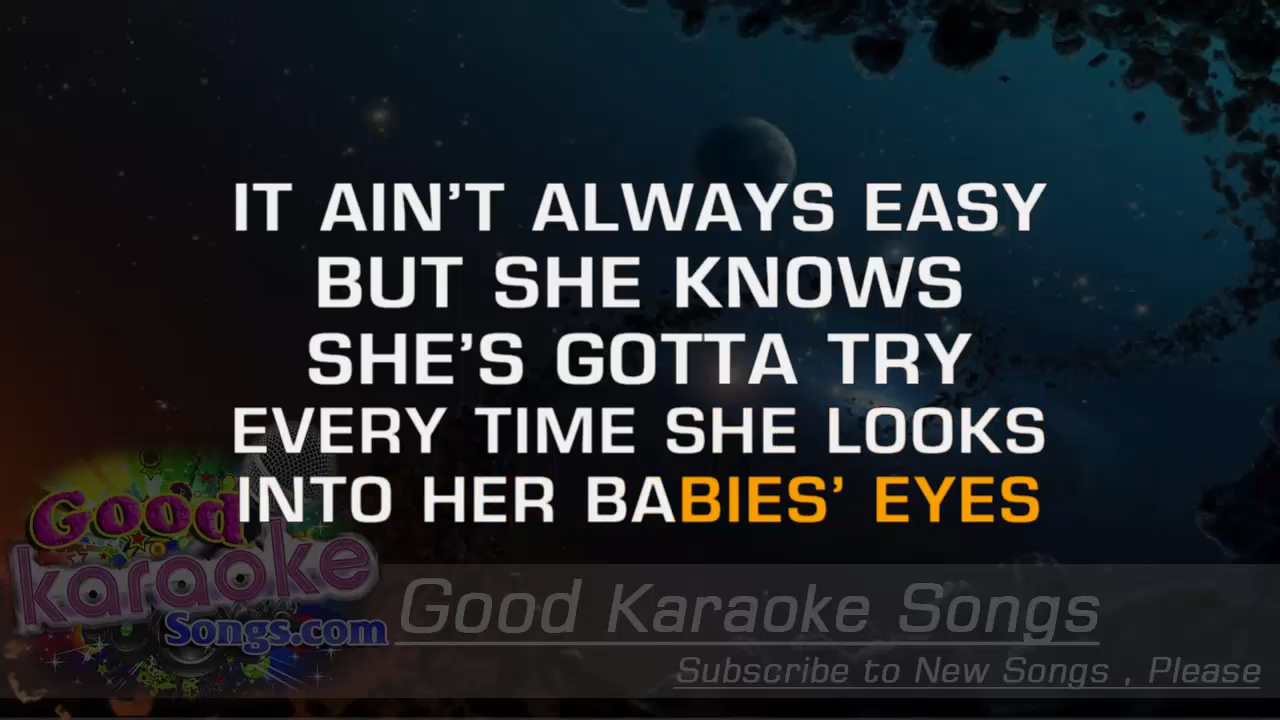 IT AIN'T ALWAYS EASY
BUT SHE KNOWS
SHE'S GOTTA TRY
EVERY TIME SHE LOOKS
INTO HER BABIES' EYES
Good
karaoke
Songs.com
Good Karaoke Songs
Subscribe to New Songs , Please